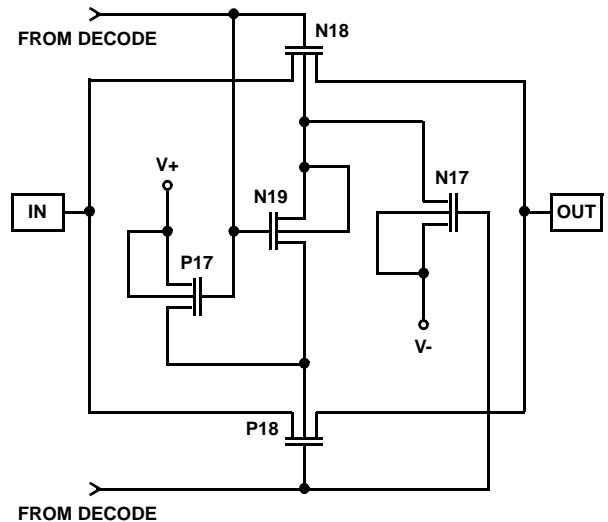 FROM DECODE
N18
V+
N19
N17
IN
OUT
P17
V-
P18
FROM DECODE